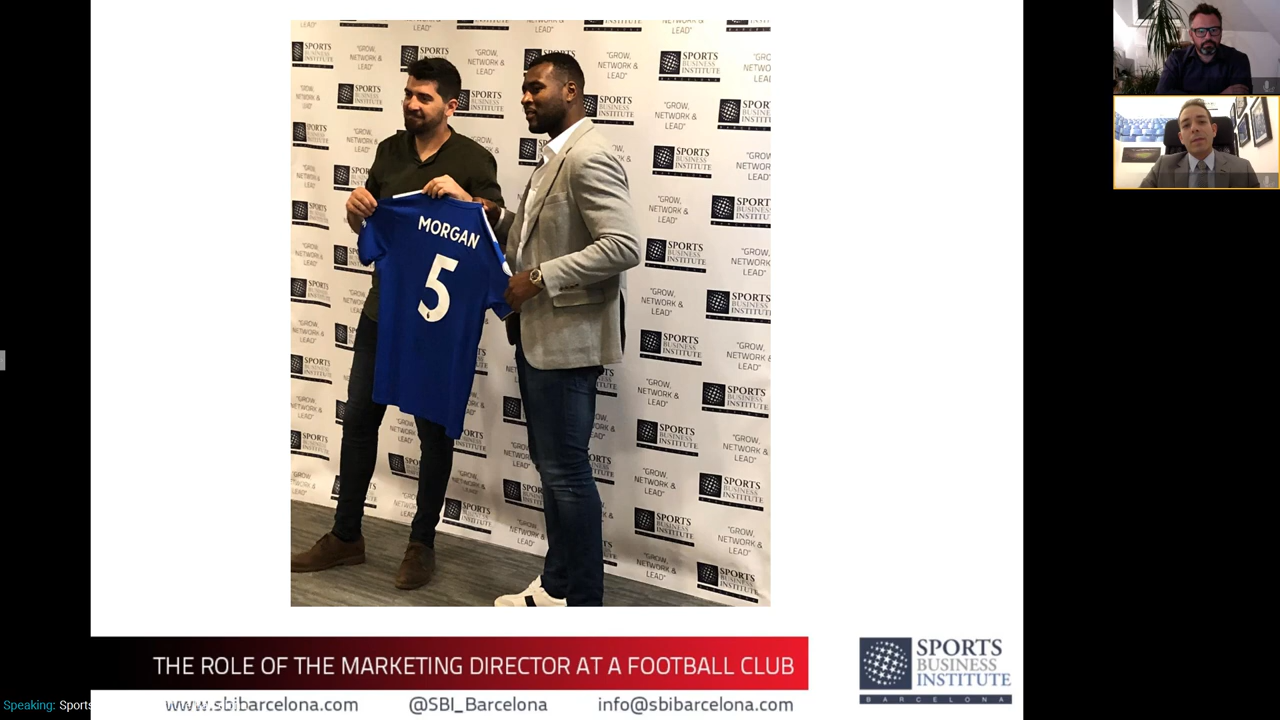 "GROW,
NETWORK &
LEAD"
SPORTS
BUSINESS
INSTITUTE
BARCELONA
MORGAN
5
THE ROLE OF THE MARKETING DIRECTOR AT A FOOTBALL CLUB
SPORTS
BUSINESS
INSTITUTE
BARCELONA
www.sbibarcelona.com @SBI_Barcelona info@sbibarcelona.com
Speaking: Sports